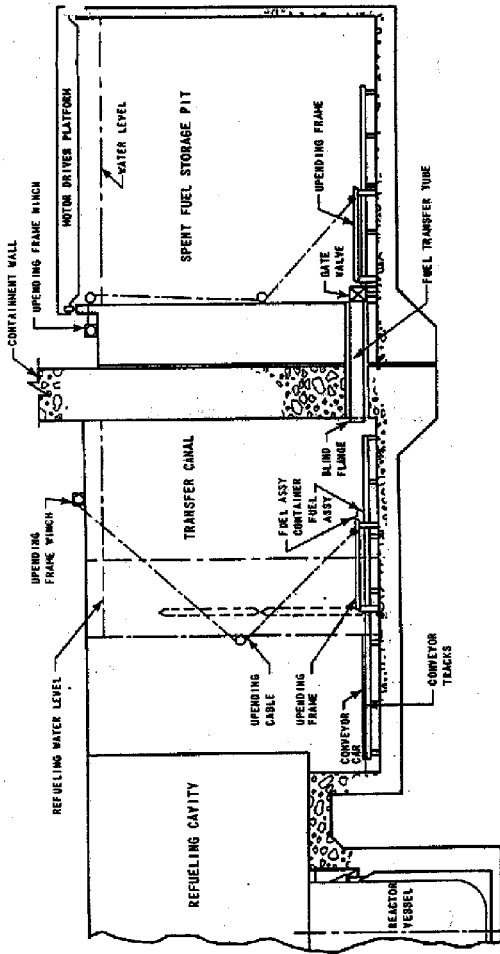 CONTAINMENT WALL
UPENDING FRAME WINCH
MOTOR DRIVES PLATFORM
WATER LEVEL
SPENT FUEL STORAGE PIT
UPENDING FRAME
GATE
VALVE
FUEL TRANSFER TUBE
UPENDING
FRAME WINCH
REFUELING WATER LEVEL
TRANSFER CANAL
BLIND
FLANGE
FUEL ASSY
CONTAINER
FUEL
ASSY
UPENDING
CABLE
UPENDING
FRAME
CONVEYOR
CAR
CONVEYOR
TRACKS
REFUELING CAVITY
REACTOR
VESSEL